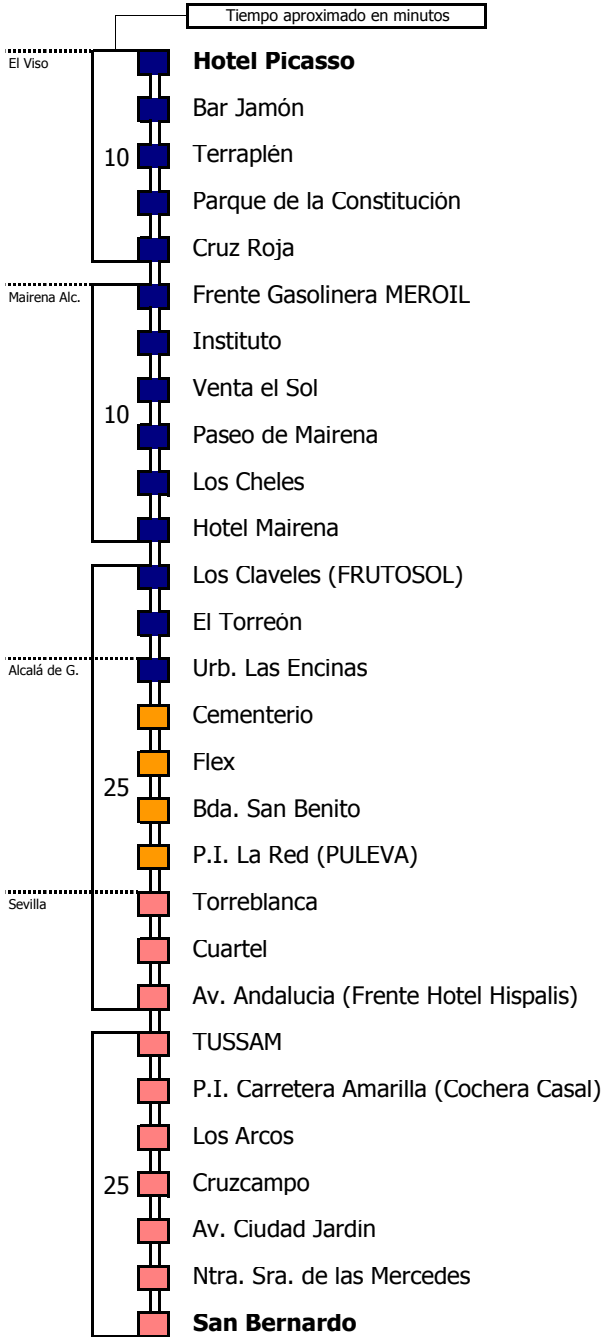 Tiempo aproximado en minutos
El Viso
Hotel Picasso
Bar Jamón
10
Terraplén
Parque de la Constitución
Cruz Roja
Mairena Alc.
Frente Gasolinera MEROIL
Instituto
Venta el Sol
10
Paseo de Mairena
Los Cheles
Hotel Mairena
Los Claveles (FRUTOSOL)
El Torreón
Alcalá de G.
Urb. Las Encinas
Cementerio
Flex
25
Bda. San Benito
P.I. La Red (PULEVA)
Sevilla
Torreblanca
Cuartel
Av. Andalucia (Frente Hotel Hispalis)
TUSSAM
P.I. Carretera Amarilla (Cochera Casal)
Los Arcos
25
Cruzcampo
Av. Ciudad Jardin
Ntra. Sra. de las Mercedes
San Bernardo